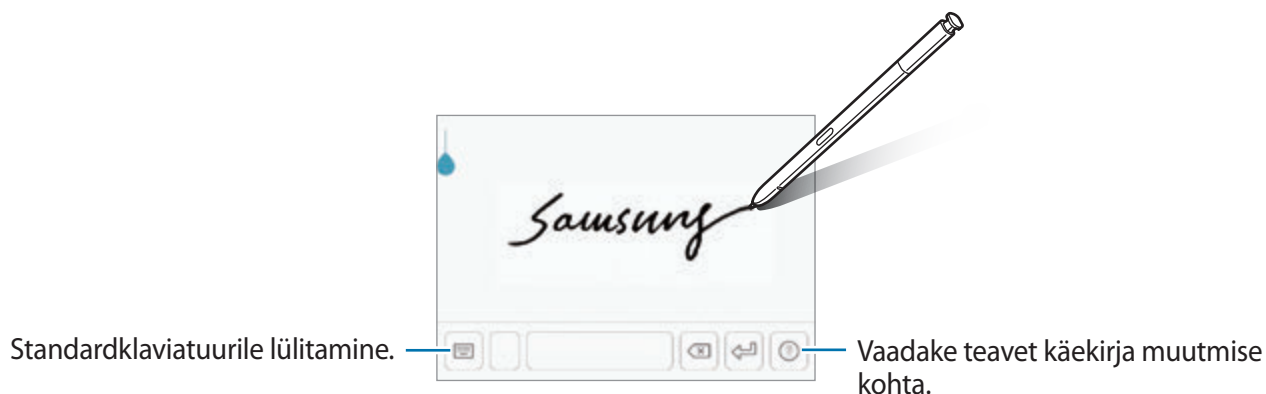 Samsung
Standardklaviatuurile lülitamine.
Vaadake teavet käekirja muutmise
kohta.